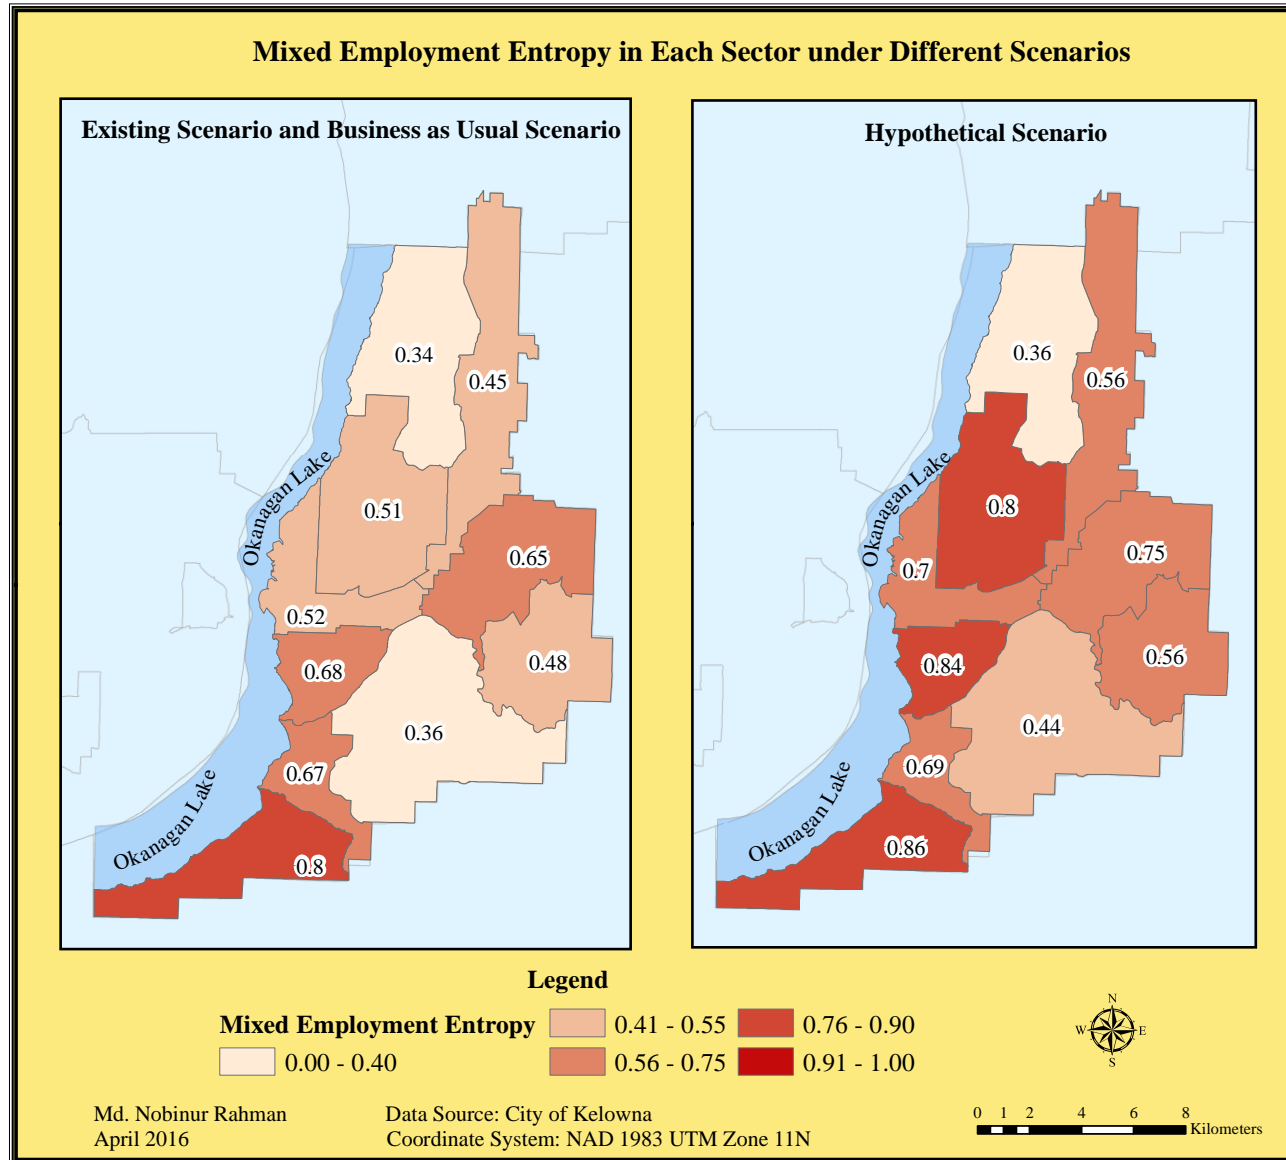 Mixed Employment Entropy in Each Sector under Different Scenarios
Existing Scenario and Business as Usual Scenario
0.34
0.45
0.51
0.65
0.52
0.48
0.68
0.36
0.67
0.8
Okanagan Lake
Okanagan Lake
Hypothetical Scenario
0.36
0.56
0.8
0.75
0.7
0.56
0.84
0.44
0.69
0.86
Okanagan Lake
Okanagan Lake
Legend
Mixed Employment Entropy
0.00 - 0.40
0.41 - 0.55
0.56 - 0.75
0.76 - 0.90
0.91 - 1.00
N
W E
S
Md. Nobinur Rahman
April 2016
Data Source: City of Kelowna
Coordinate System: NAD 1983 UTM Zone 11N
0 1 2 4 6 8
Kilometers